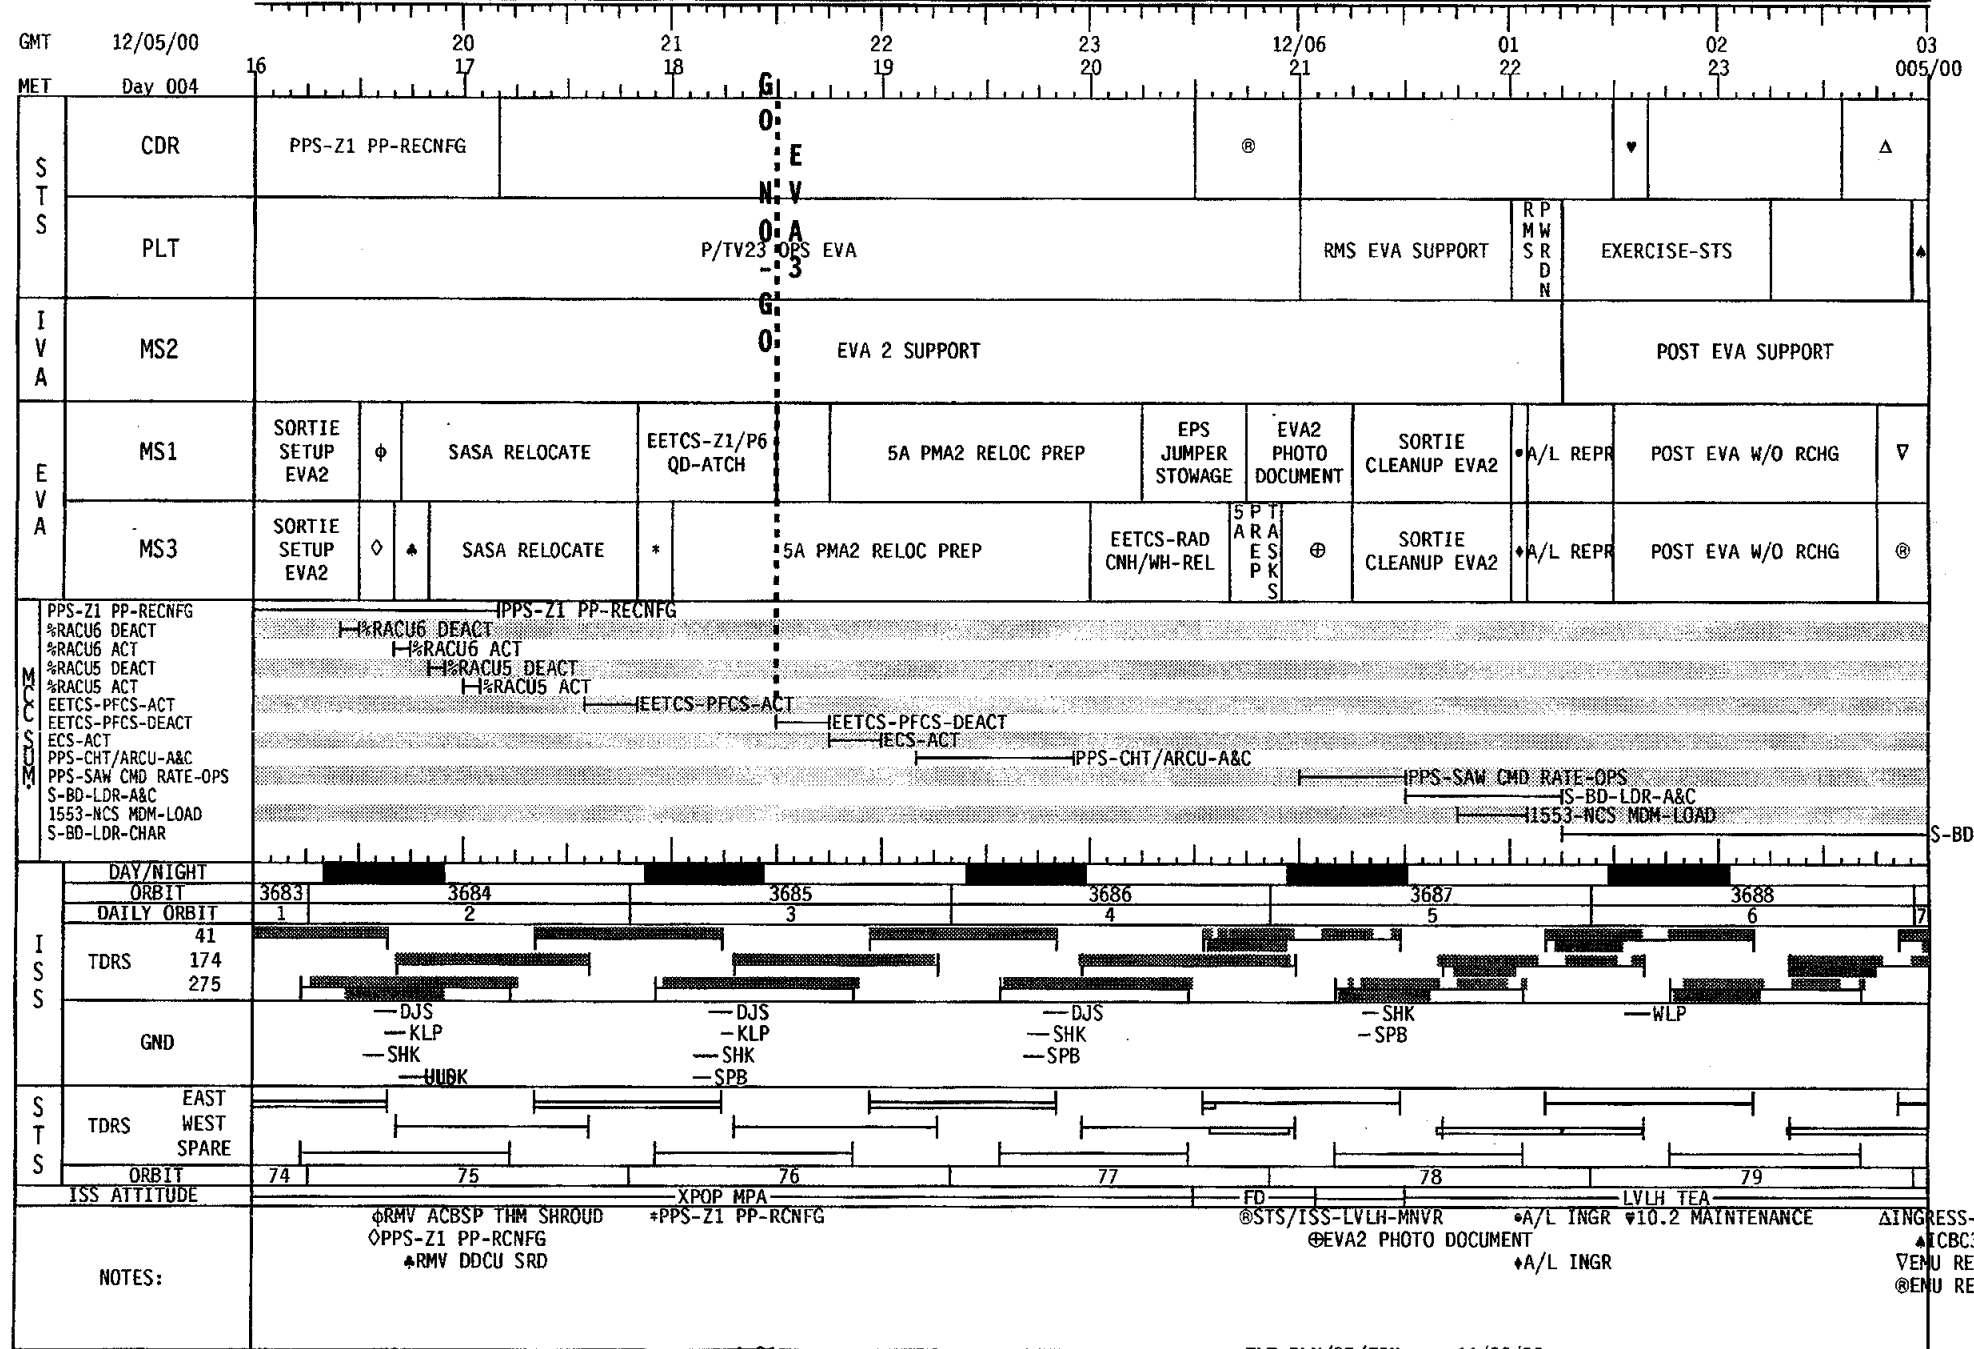 GMT 12/05/00 20 21 22 23 12/06 01 02 03
16 17 18 19 20 21 22 23 005/00
MET Day 004
GO NO-GO
EVA 3
STS
CDR PPS-Z1 PP-RECNFG ® ♥ Δ
PLT P/TV23 OPS EVA RMS EVA SUPPORT RMS PWRDN EXERCISE-STS ♠
IVA
MS2 EVA 2 SUPPORT POST EVA SUPPORT
EVA
MS1 SORTIE SETUP EVA2 ϕ SASA RELOCATE EETCS-Z1/P6 QD-ATCH 5A PMA2 RELOC PREP EPS JUMPER STOWAGE EVA2 PHOTO DOCUMENT SORTIE CLEANUP EVA2 • A/L REPR POST EVA W/O RCHG ∇
MS3 SORTIE SETUP EVA2 ◊ ♠ SASA RELOCATE * 5A PMA2 RELOC PREP EETCS-RAD CNH/WH-REL 5A PREP TASKS ⊕ SORTIE CLEANUP EVA2 ♦ A/L REPR POST EVA W/O RCHG ®
MCC SUM.
PPS-Z1 PP-RECNFG PPS-Z1 PP-RECNFG
%RACU6 DEACT %RACU6 DEACT
%RACU6 ACT %RACU6 ACT
%RACU5 DEACT %RACU5 DEACT
%RACU5 ACT %RACU5 ACT
EETCS-PFCS-ACT EETCS-PFCS-ACT
EETCS-PFCS-DEACT EETCS-PFCS-DEACT
ECS-ACT ECS-ACT
PPS-CHT/ARCU-A&C PPS-CHT/ARCU-A&C
PPS-SAW CMD RATE-OPS PPS-SAW CMD RATE-OPS
S-BD-LDR-A&C S-BD-LDR-A&C
1553-NCS MDM-LOAD 1553-NCS MDM-LOAD
S-BD-LDR-CHAR S-BD
ISS
DAY/NIGHT
ORBIT 3683 3684 3685 3686 3687 3688
DAILY ORBIT 1 2 3 4 5 6 7
41
TDRS 174
275
DJS DJS DJS SHK WLP
KLP KLP SHK SPB
GND
SHK SHK SPB
SPB
STS
EAST
TDRS WEST
SPARE
ORBIT 74 75 76 77 78 79
ISS ATTITUDE XPOP MPA FD LVLH TEA
ϕRMV ACBSP THM SHROUD *PPS-Z1 PP-RCNFG ®STS/ISS-LVLH-MNVR •A/L INGR ♥10.2 MAINTENANCE ΔINGRESS-
◊PPS-Z1 PP-RCNFG ⊕EVA2 PHOTO DOCUMENT ♠ICBC
♠RMV DDCU SRD ♦A/L INGR ∇EMU RE
NOTES: ®EMU RE